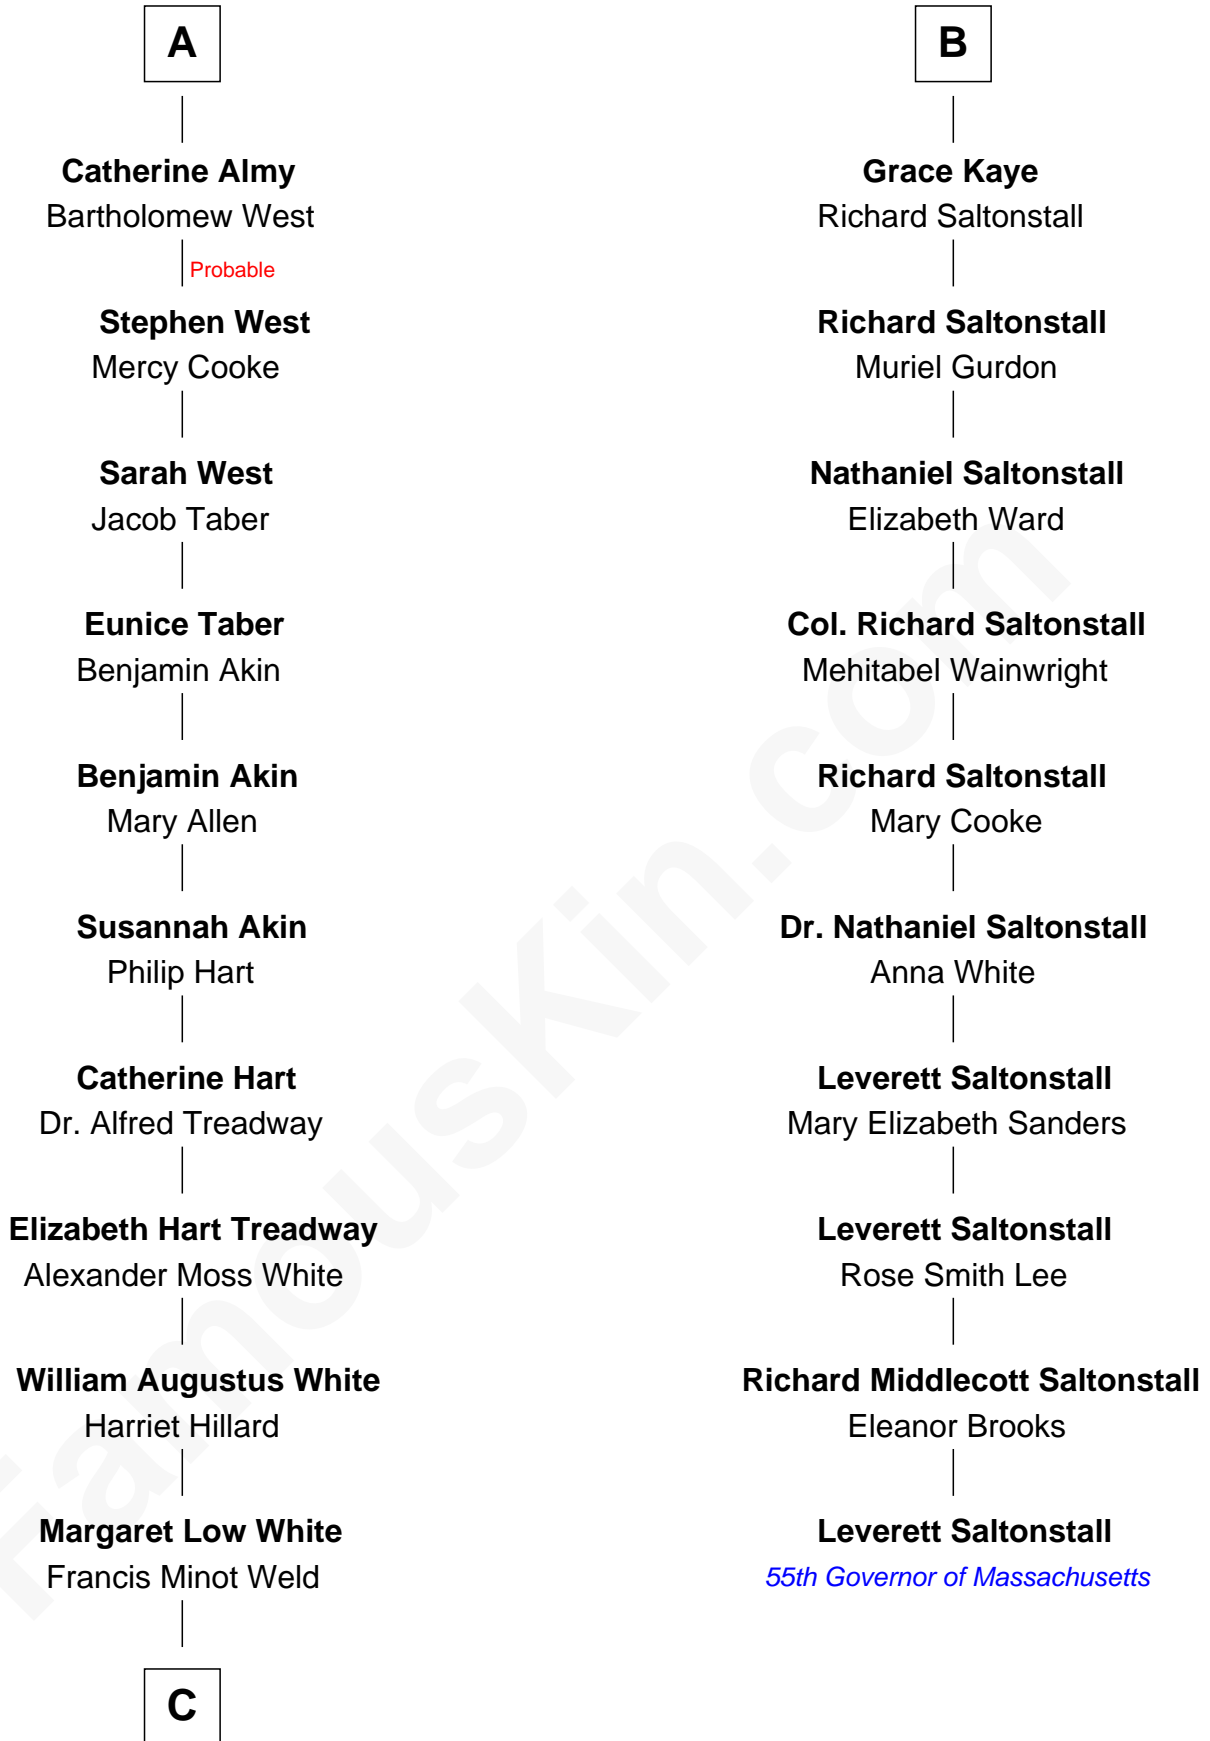 A
Catherine Almy
Bartholomew West
Probable
Stephen West
Mercy Cooke
Sarah West
Jacob Taber
Eunice Taber
Benjamin Akin
Benjamin Akin
Mary Allen
Susannah Akin
Philip Hart
Catherine Hart
Dr. Alfred Treadway
Elizabeth Hart Treadway
Alexander Moss White
William Augustus White
Harriet Hillard
Margaret Low White
Francis Minot Weld
C
B
Grace Kaye
Richard Saltonstall
Richard Saltonstall
Muriel Gurdon
Nathaniel Saltonstall
Elizabeth Ward
Col. Richard Saltonstall
Mehitabel Wainwright
Richard Saltonstall
Mary Cooke
Dr. Nathaniel Saltonstall
Anna White
Leverett Saltonstall
Mary Elizabeth Sanders
Leverett Saltonstall
Rose Smith Lee
Richard Middlecott Saltonstall
Eleanor Brooks
Leverett Saltonstall
55th Governor of Massachusetts
FamousKin.com